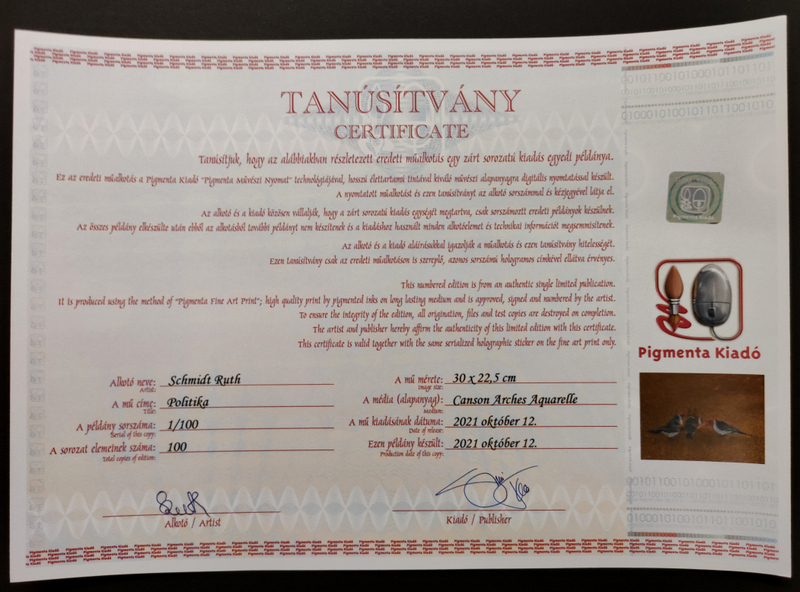 TANÚSÍTVÁNY
CERTIFICATE
Tanúsítjuk, hogy az alábbiakban részletezett eredeti műalkotás egy zárt sorozatú kiadás egyedi példánya.
Ez az eredeti műalkotás a Pigmenta Kiadó "Pigmenta Művészi Nyomat" technológiájával, hosszú élettartamú tintával kiváló művészi alapanyagra digitális nyomtatással készült.
A nyomtatott műalkotást és ezen tanúsítványt az alkotó sorszámmal és kézjegyével látja el.
Az alkotó és a kiadó közösen vállalják, hogy a zárt sorozatú kiadás egységét megtartva, csak sorszámozott eredeti példányok készülnek.
Az összes példány elkészülte után ebből az alkotásból további példányt nem készítenek és a kiadáshoz használt minden alkotóelemet és technikai információt megsemmisítenek.
Az alkotó és a kiadó aláírásukkal igazolják a műalkotás és ezen tanúsítvány hitelességét.
Ezen tanúsítvány csak az eredeti műalkotáson is szereplő, azonos sorszámú hologramos címkével ellátva érvényes.
This numbered edition is from an authentic single limited publication.
It is produced using the method of "Pigmenta Fine Art Print"; high quality print by pigmented inks on long lasting medium and is approved, signed and numbered by the artist.
To ensure the integrity of the edition, all origination, files and test copies are destroyed on completion.
The artist and publisher hereby affirm the authenticity of this limited edition with this certificate.
This certificate is valid together with the same serialized holographic sticker on the fine art print only.
Alkotó neve: Schmidt Ruth
Artist:
A mű címe: Politika
Title:
A példány sorszáma: 1/100
Serial of this copy:
A sorozat elemeinek száma: 100
Total copies of edition:
A mű mérete: 30 x 22,5 cm
Image size:
A média (alapanyag): Canson Arches Aquarelle
Medium:
A mű kiadásának dátuma: 2021 október 12.
Date of release:
Ezen példány készült: 2021 október 12.
Production date of this copy:
Alkotó / Artist
Kiadó / Publisher
Pigmenta Kiadó
Pigmenta Kiadó